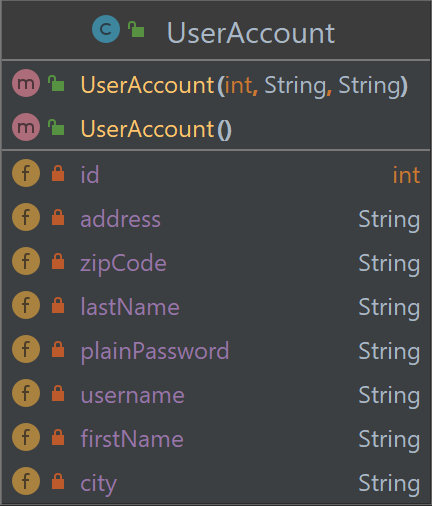 UserAccount
UserAccount(int, String, String)
UserAccount()
id int
address String
zipCode String
lastName String
plainPassword String
username String
firstName String
city String